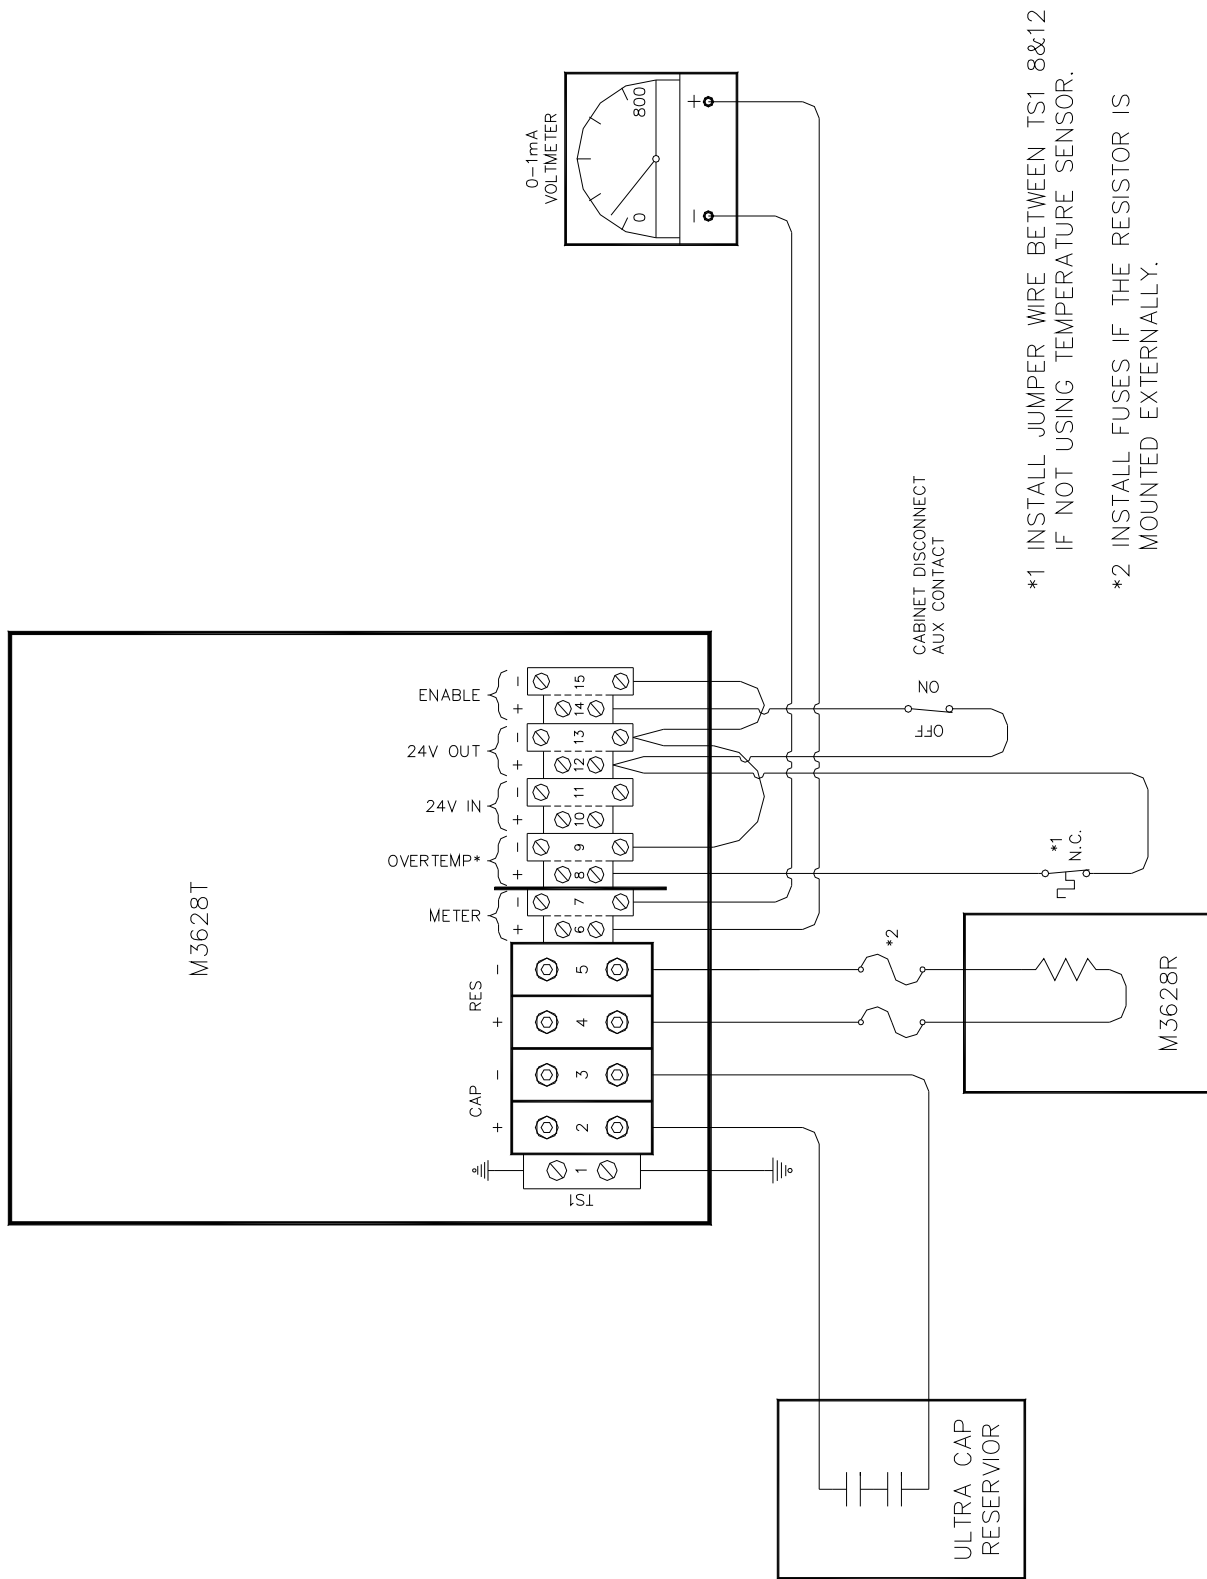 M3628T
ENABLE
24V OUT
24V IN
OVERTEMP*
METER
RES
CAP
-
+
-
+
-
+
-
+
-
+
-
+
-
+
15
14
13
12
11
10
9
8
7
6
5
4
3
2
1
TS1
0-1mA
VOLTMETER
0
800
-
+
CABINET DISCONNECT
AUX CONTACT
ON
OFF
*1
N.C.
*2
M3628R
ULTRA CAP
RESERVIOR
*1 INSTALL JUMPER WIRE BETWEEN TS1 8&12
IF NOT USING TEMPERATURE SENSOR.
*2 INSTALL FUSES IF THE RESISTOR IS
MOUNTED EXTERNALLY.